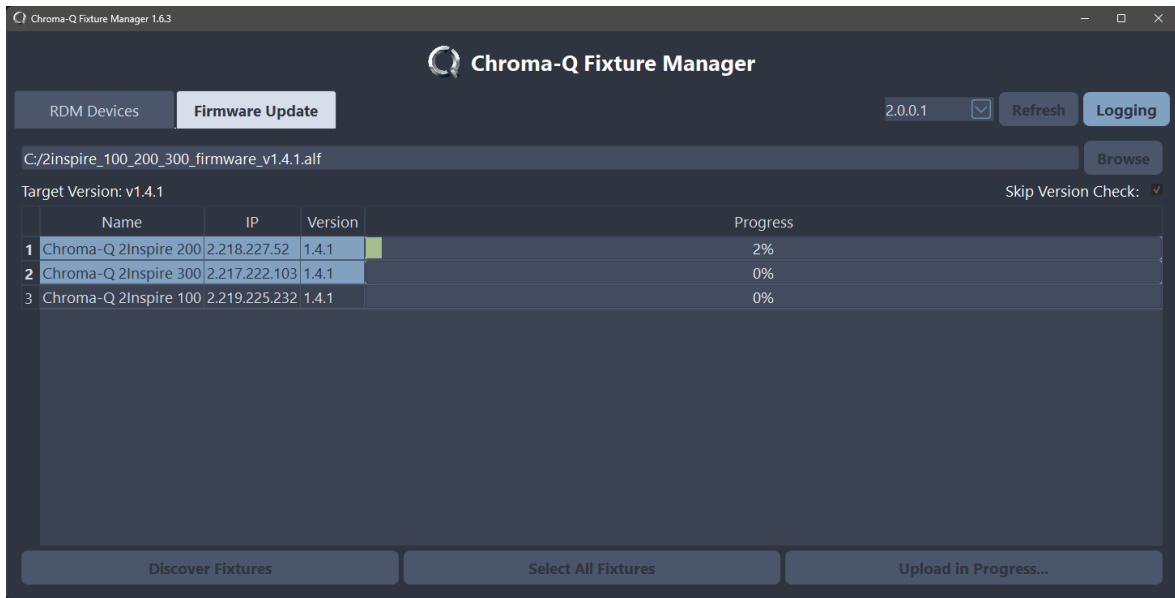 Chroma-Q Fixture Manager 1.6.3
Chroma-Q Fixture Manager
RDM Devices Firmware Update 2.0.0.1 Refresh Logging
C:/2inspire_100_200_300_firmware_v1.4.1.alf Browse
Target Version: v1.4.1 Skip Version Check:
Name IP Version Progress
1 Chroma-Q 2Inspire 200 2.218.227.52 1.4.1 2%
2 Chroma-Q 2Inspire 300 2.217.222.103 1.4.1 0%
3 Chroma-Q 2Inspire 100 2.219.225.232 1.4.1 0%
Discover Fixtures Select All Fixtures Upload in Progress...